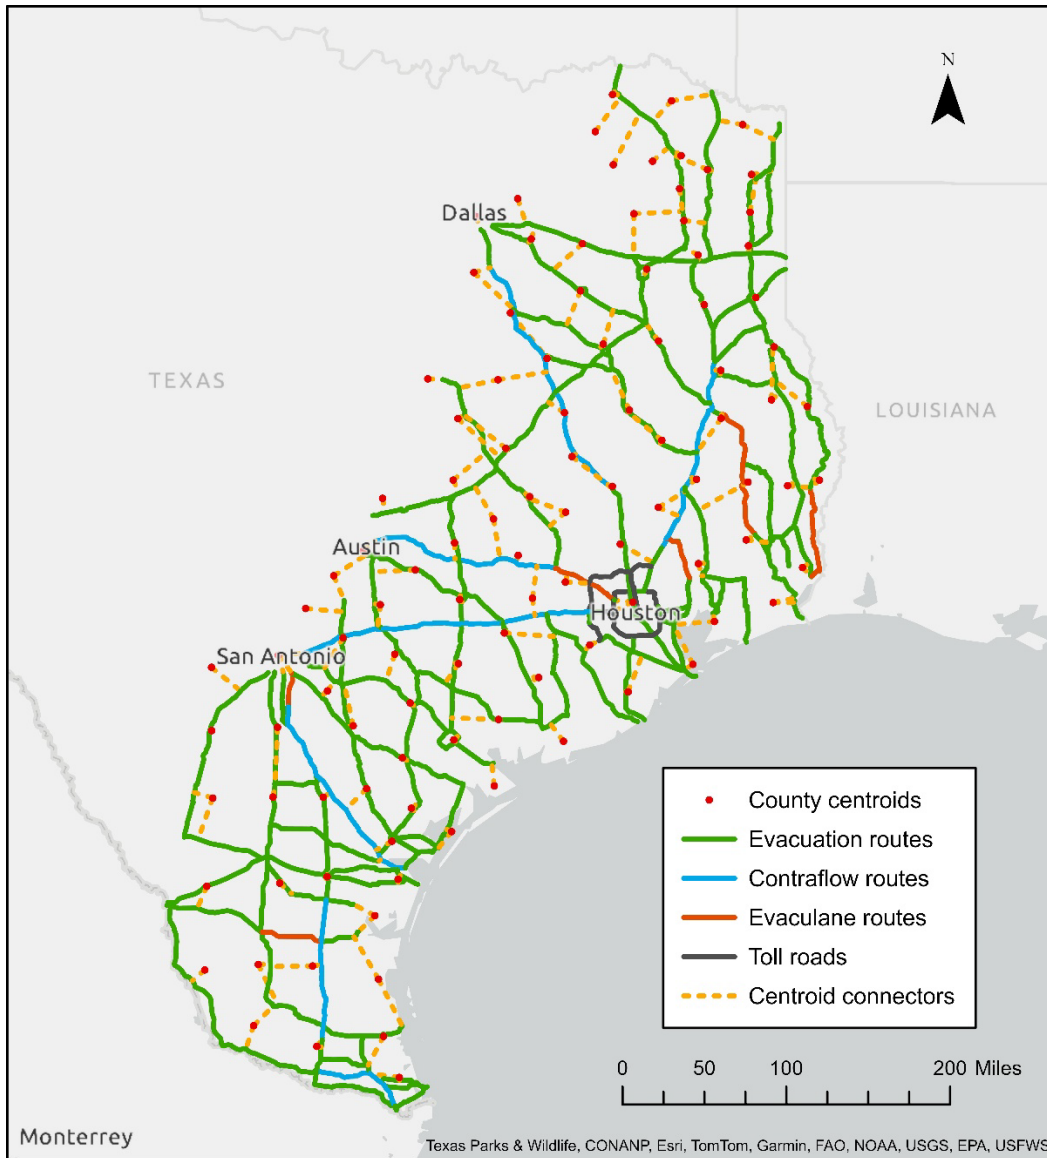 N
Dallas
TEXAS
LOUISIANA
Austin
Houston
San Antonio
County centroids
Evacuation routes
Contraflow routes
Evaculane routes
Toll roads
Centroid connectors
0 50 100 200 Miles
Monterrey
Texas Parks & Wildlife, CONANP, Esri, TomTom, Garmin, FAO, NOAA, USGS, EPA, USFWS